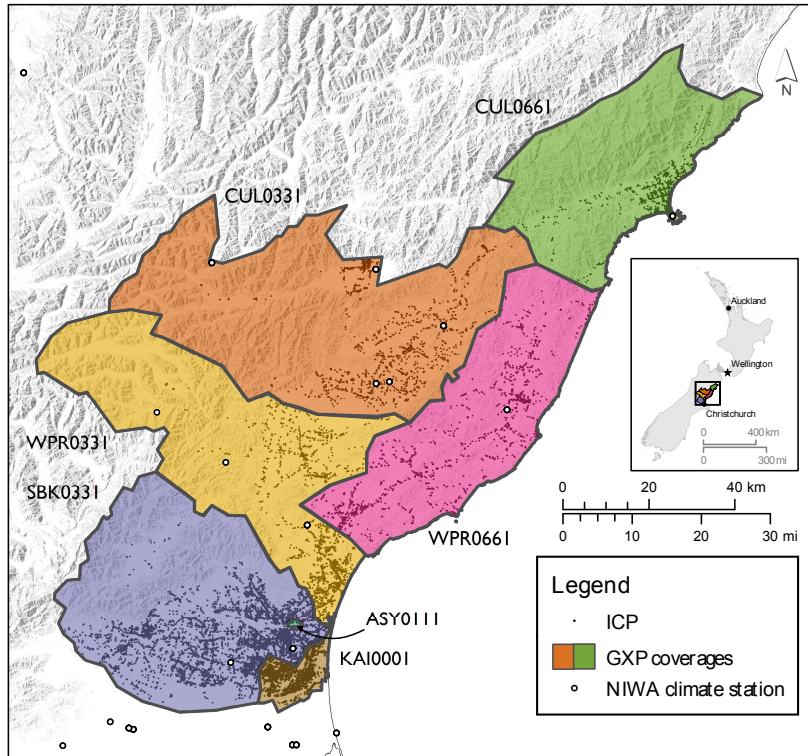 CUL0661
N
CUL0331
Auckland
Wellington
Christchurch
0 400 km
0 300 mi
WPR0331
SBK0331
0 20 40 km
0 10 20 30 mi
WPR0661
Legend
ICP
GXP coverages
NIWA climate station
ASY0111
KAI0001